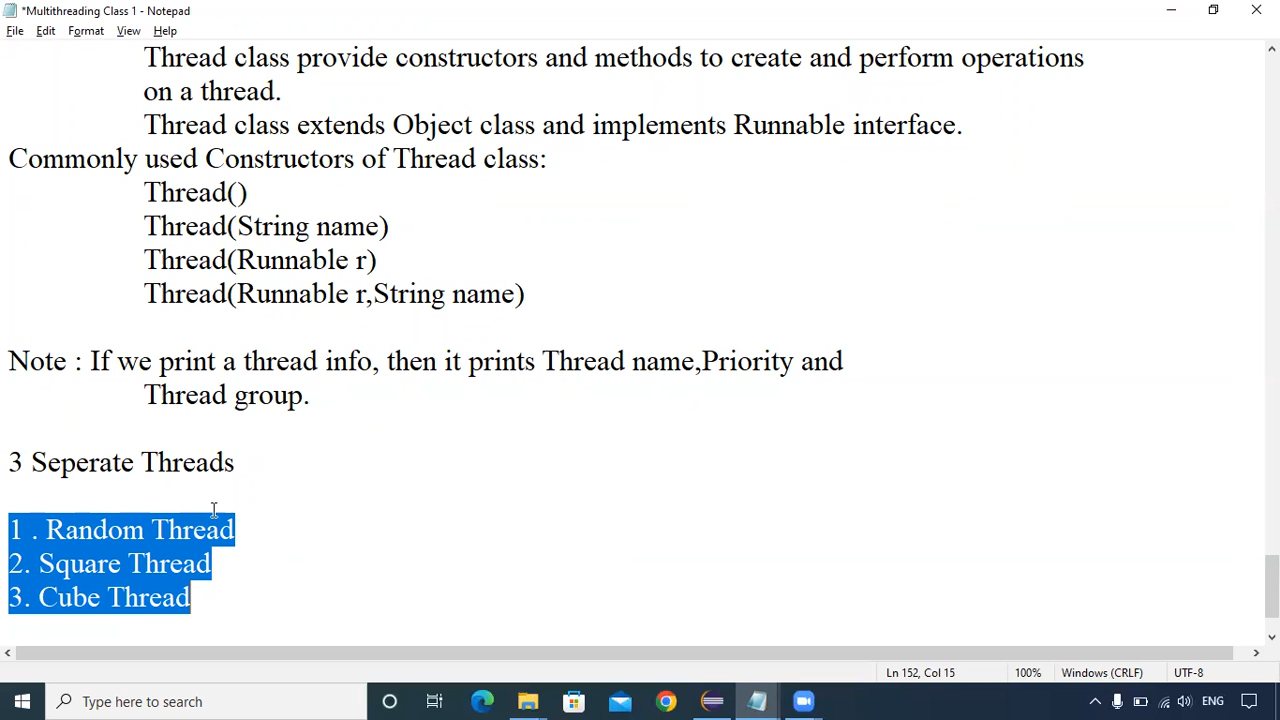 *Multithreading Class 1 - Notepad
File Edit Format View Help
Thread class provide constructors and methods to create and perform operations
on a thread.
Thread class extends Object class and implements Runnable interface.
Commonly used Constructors of Thread class:
Thread()
Thread(String name)
Thread(Runnable r)
Thread(Runnable r,String name)
Note : If we print a thread info, then it prints Thread name,Priority and
Thread group.
3 Seperate Threads
1 . Random Thread
2. Square Thread
3. Cube Thread
Ln 152, Col 15 100% Windows (CRLF) UTF-8
Type here to search ENG